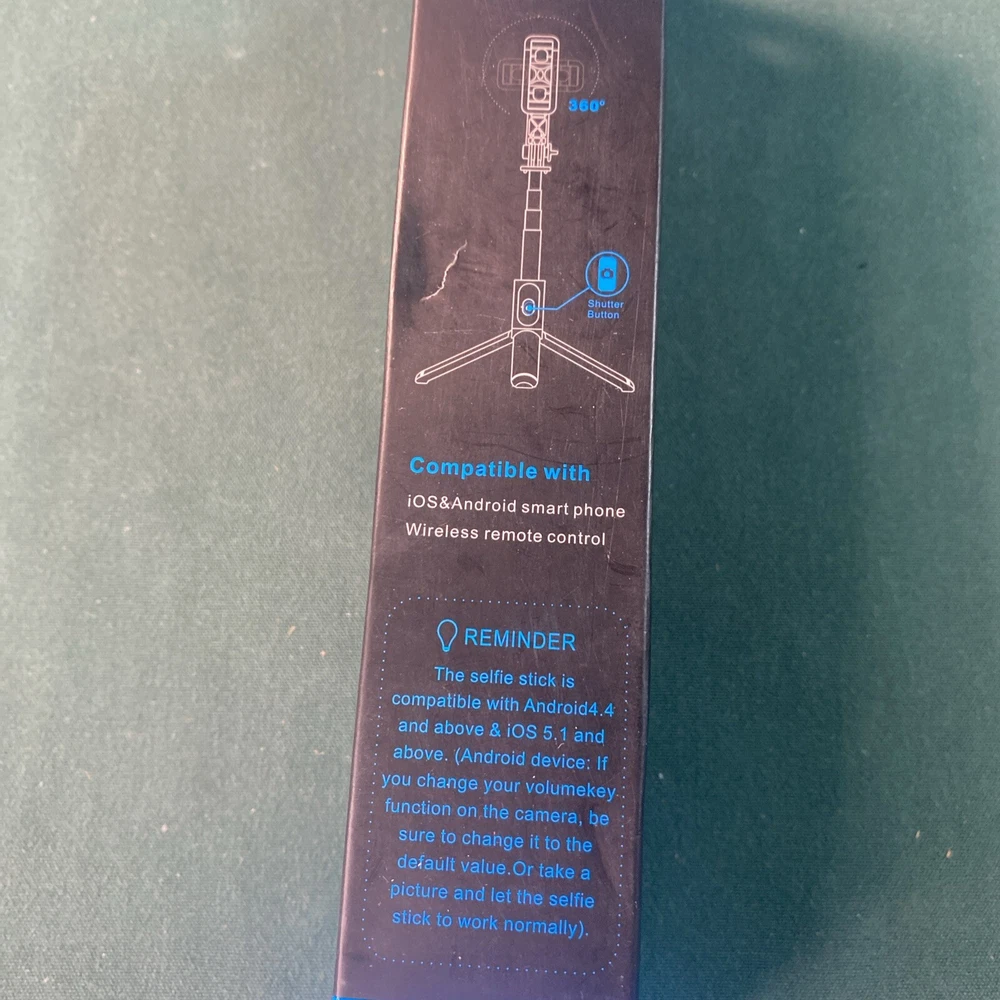 360°
Shutter
Button
Compatible with
iOS&Android smart phone
Wireless remote control
REMINDER
The selfie stick is
compatible with Android4.4
and above & iOS 5.1 and
above. (Android device: If
you change your volumekey
function on the camera, be
sure to change it to the
default value.Or take a
picture and let the selfie
stick to work normally).